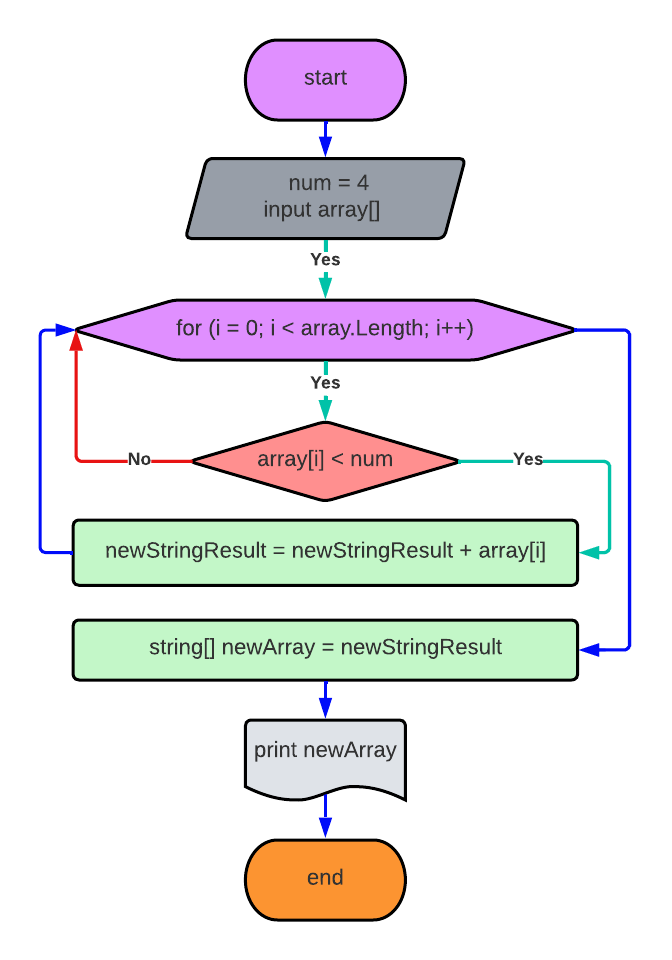 start
num = 4
input array[]
Yes
for (i = 0; i < array.Length; i++)
Yes
array[i] < num
No
Yes
newStringResult = newStringResult + array[i]
string[] newArray = newStringResult
print newArray
end